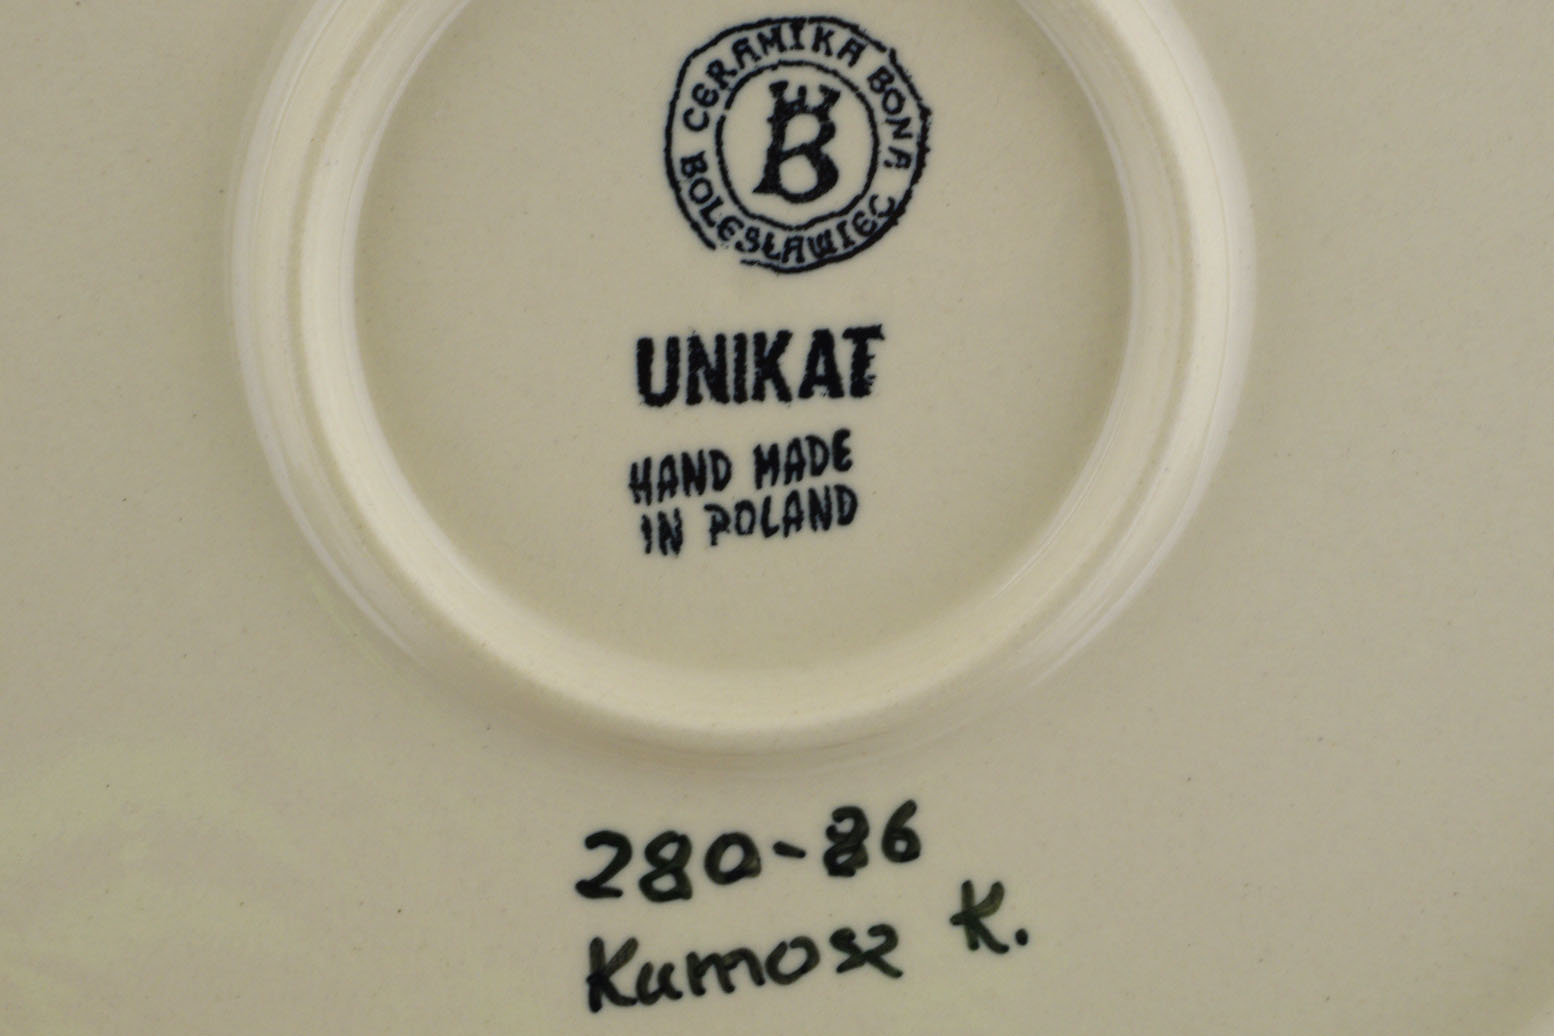 CERAMIKA BONA
BOLESŁAWIEC
B
UNIKAT
HAND MADE
IN POLAND
280-86
Kumosz K.